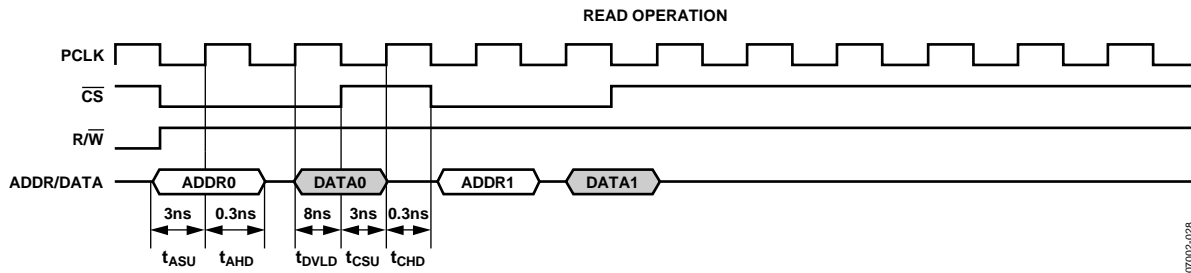 READ OPERATION
PCLK
CS
R/W
ADDR/DATA
ADDR0
DATA0
ADDR1
DATA1
3ns 0.3ns 8ns 3ns 0.3ns
tASU tAHD tDVLD tCSU tCHD
07002-028